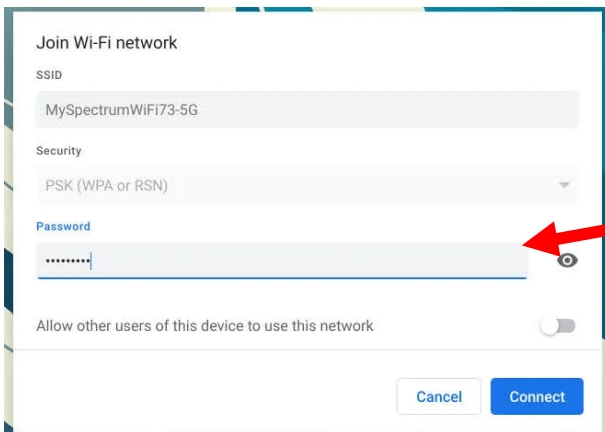 Join Wi-Fi network
SSID
MySpectrumWiFi73-5G
Security
PSK (WPA or RSN)
Password
•••••••••
Allow other users of this device to use this network
Cancel Connect